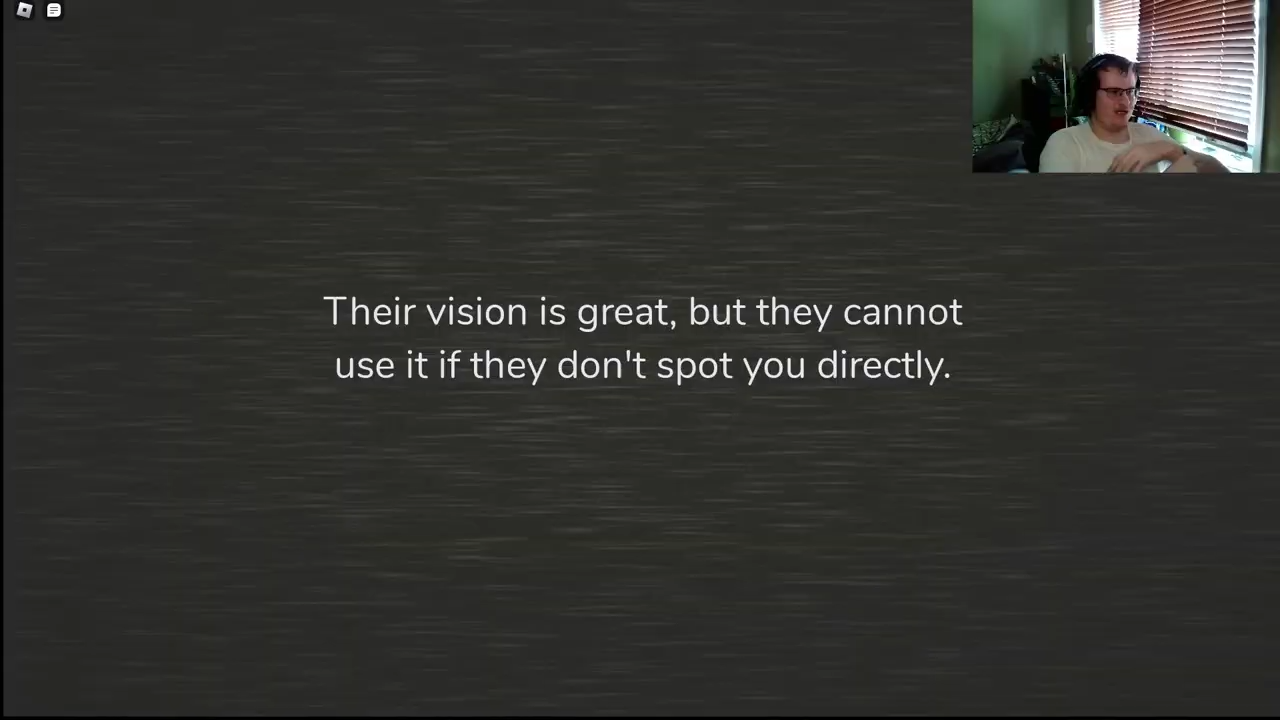 Their vision is great, but they cannot
use it if they don't spot you directly.